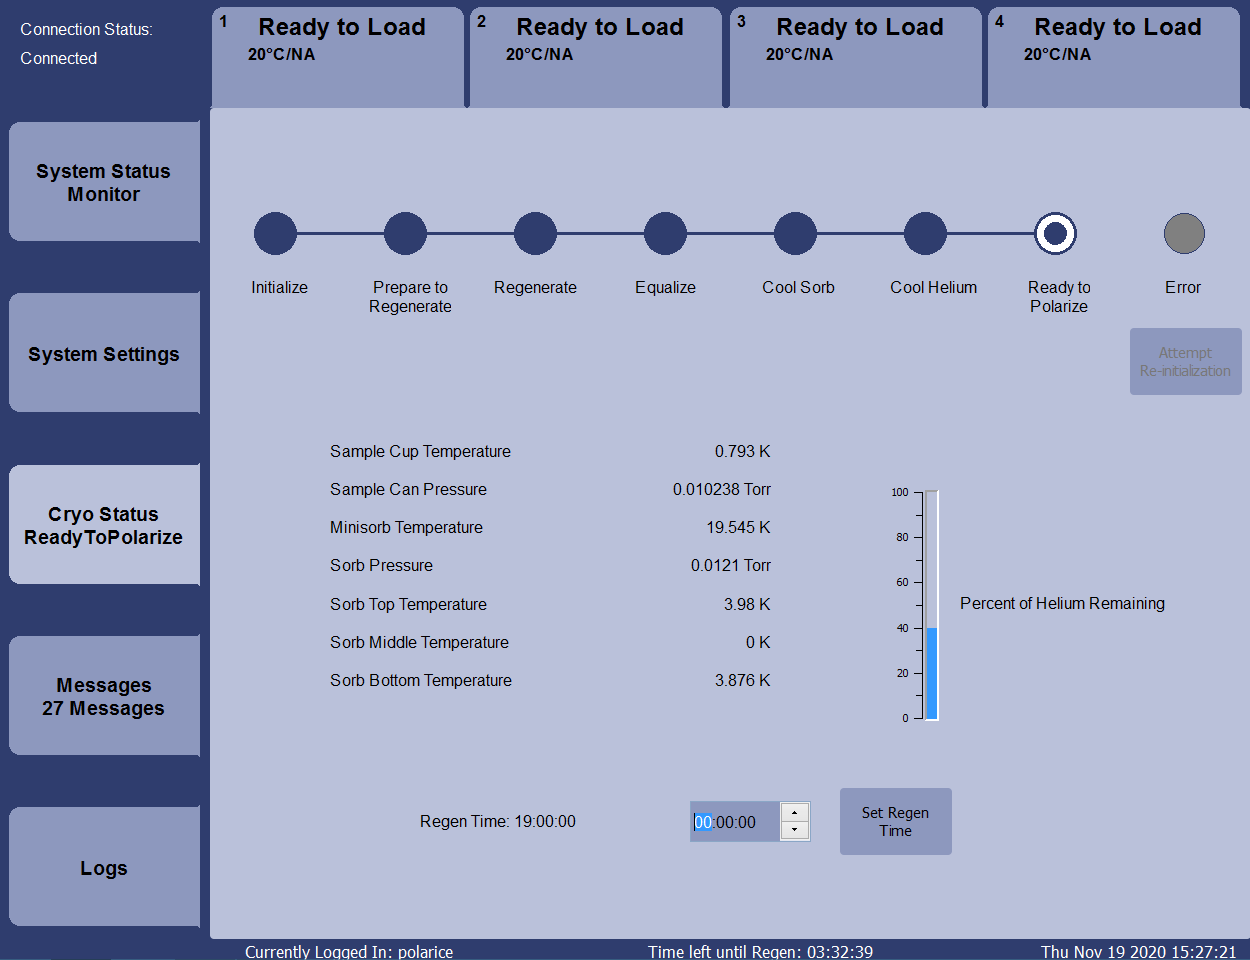 Connection Status:
Connected
1
Ready to Load
20°C/NA
2
Ready to Load
20°C/NA
3
Ready to Load
20°C/NA
4
Ready to Load
20°C/NA
System Status
Monitor
System Settings
Cryo Status
ReadyToPolarize
Messages
27 Messages
Logs
Initialize
Prepare to
Regenerate
Regenerate
Equalize
Cool Sorb
Cool Helium
Ready to
Polarize
Error
Attempt
Re-initialization
Sample Cup Temperature 0.793 K
Sample Can Pressure 0.010238 Torr
Minisorb Temperature 19.545 K
Sorb Pressure 0.0121 Torr
Sorb Top Temperature 3.98 K
Sorb Middle Temperature 0 K
Sorb Bottom Temperature 3.876 K
100
80
60
40
20
0
Percent of Helium Remaining
Regen Time: 19:00:00
00:00:00
Set Regen
Time
Currently Logged In: polarice
Time left until Regen: 03:32:39
Thu Nov 19 2020 15:27:21